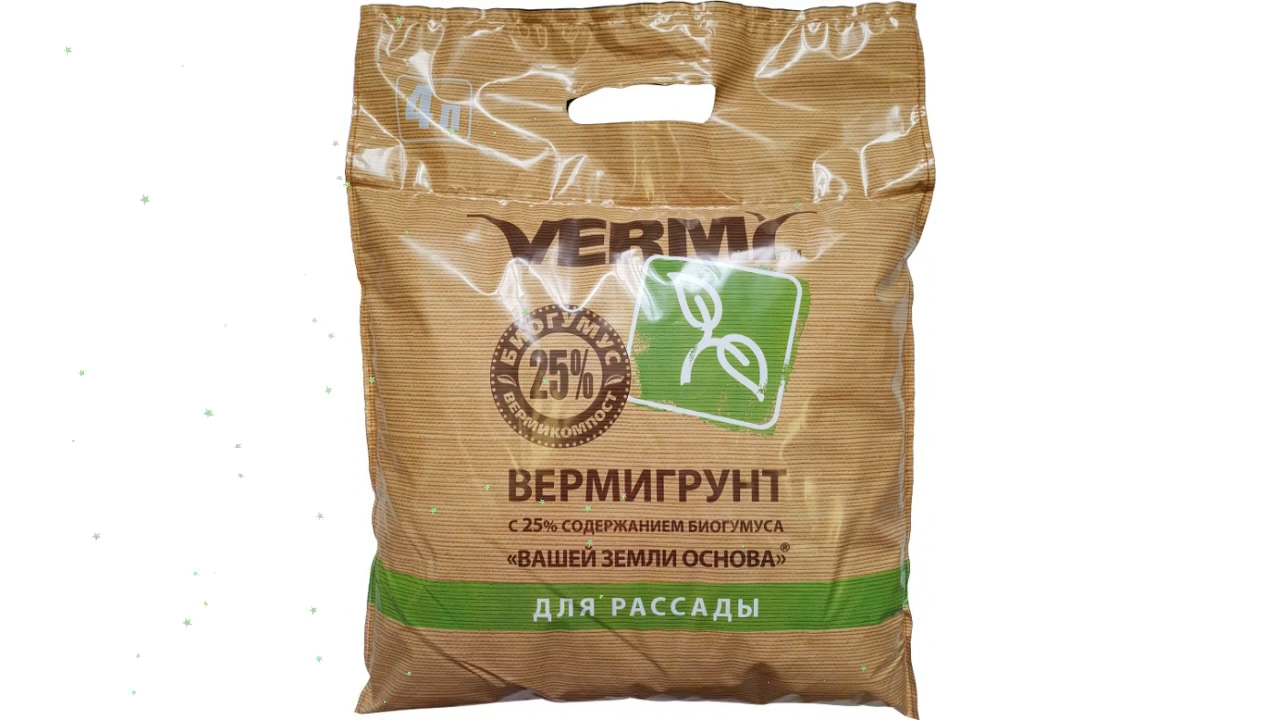 4 л
VERMI
БИОГУМУС
25%
ВЕРМИКОМПОСТ
ВЕРМИГРУНТ
С 25% СОДЕРЖАНИЕМ БИОГУМУСА
«ВАШЕЙ ЗЕМЛИ ОСНОВА»®
ДЛЯ РАССАДЫ